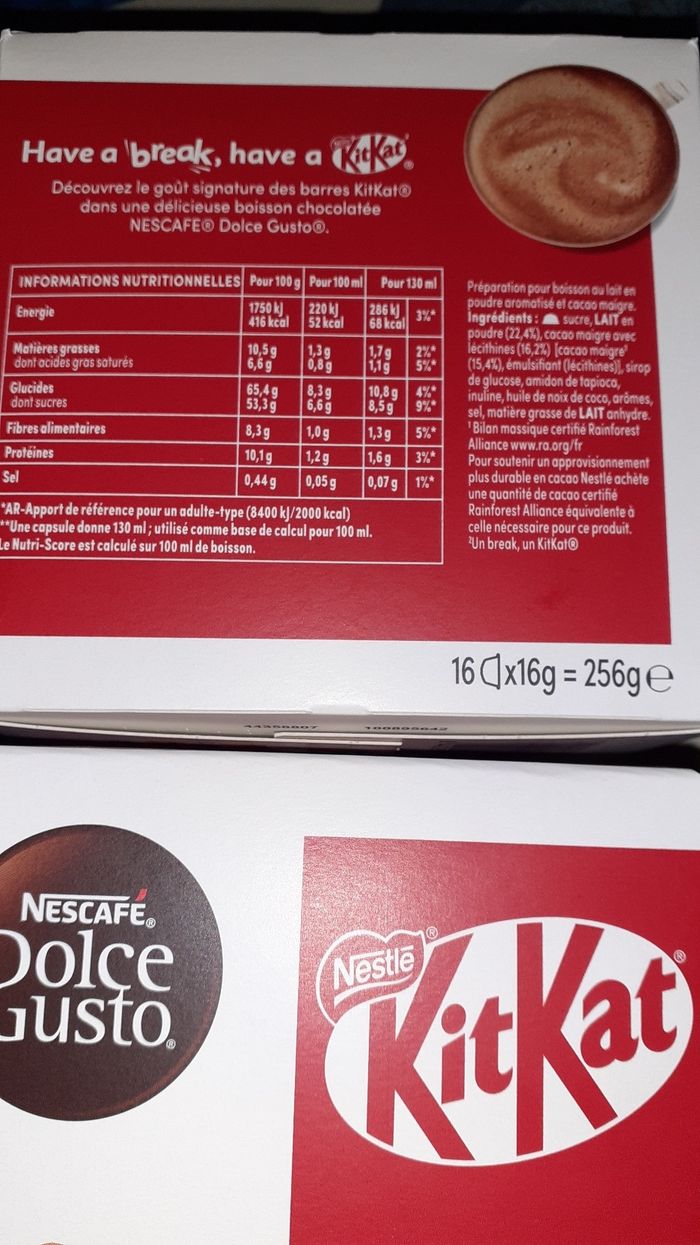 Have a break, have a KitKat®
Découvrez le goût signature des barres KitKat®
dans une délicieuse boisson chocolatée
NESCAFE® Dolce Gusto®.
INFORMATIONS NUTRITIONNELLES Pour 100 g Pour 100 ml Pour 130 ml
Energie 1750 kJ 220 kJ 286 kJ 3%*
416 kcal 52 kcal 68 kcal
Matières grasses 10,5 g 1,3 g 1,7 g 2%*
dont acides gras saturés 6,6 g 0,8 g 1,1 g 5%*
Glucides 65,4 g 8,3 g 10,8 g 4%*
dont sucres 53,3 g 6,6 g 8,5 g 9%*
Fibres alimentaires 8,3 g 1,0 g 1,3 g 5%*
Protéines 10,1 g 1,2 g 1,6 g 3%*
Sel 0,44 g 0,05 g 0,07 g 1%*
*AR-Apport de référence pour un adulte-type (8400 kJ/2000 kcal)
**Une capsule donne 130 ml ; utilisé comme base de calcul pour 100 ml.
Le Nutri-Score est calculé sur 100 ml de boisson.
Préparation pour boisson au lait en
poudre aromatisé et cacao maigre.
Ingrédients : sucre, LAIT en
poudre (22,4%), cacao maigre avec
lécithines (16,2%) [cacao maigre¹
(15,4%), émulsifiant (lécithines)], sirop
de glucose, amidon de tapioca,
inuline, huile de noix de coco, arômes,
sel, matière grasse de LAIT anhydre.
¹Bilan massique certifié Rainforest
Alliance www.ra.org/fr
Pour soutenir un approvisionnement
plus durable en cacao Nestlé achète
une quantité de cacao certifié
Rainforest Alliance équivalente à
celle nécessaire pour ce produit.
²Un break, un KitKat®
16 x16g = 256g e
NESCAFÉ®
Dolce
Gusto®
Nestlé®
KitKat®